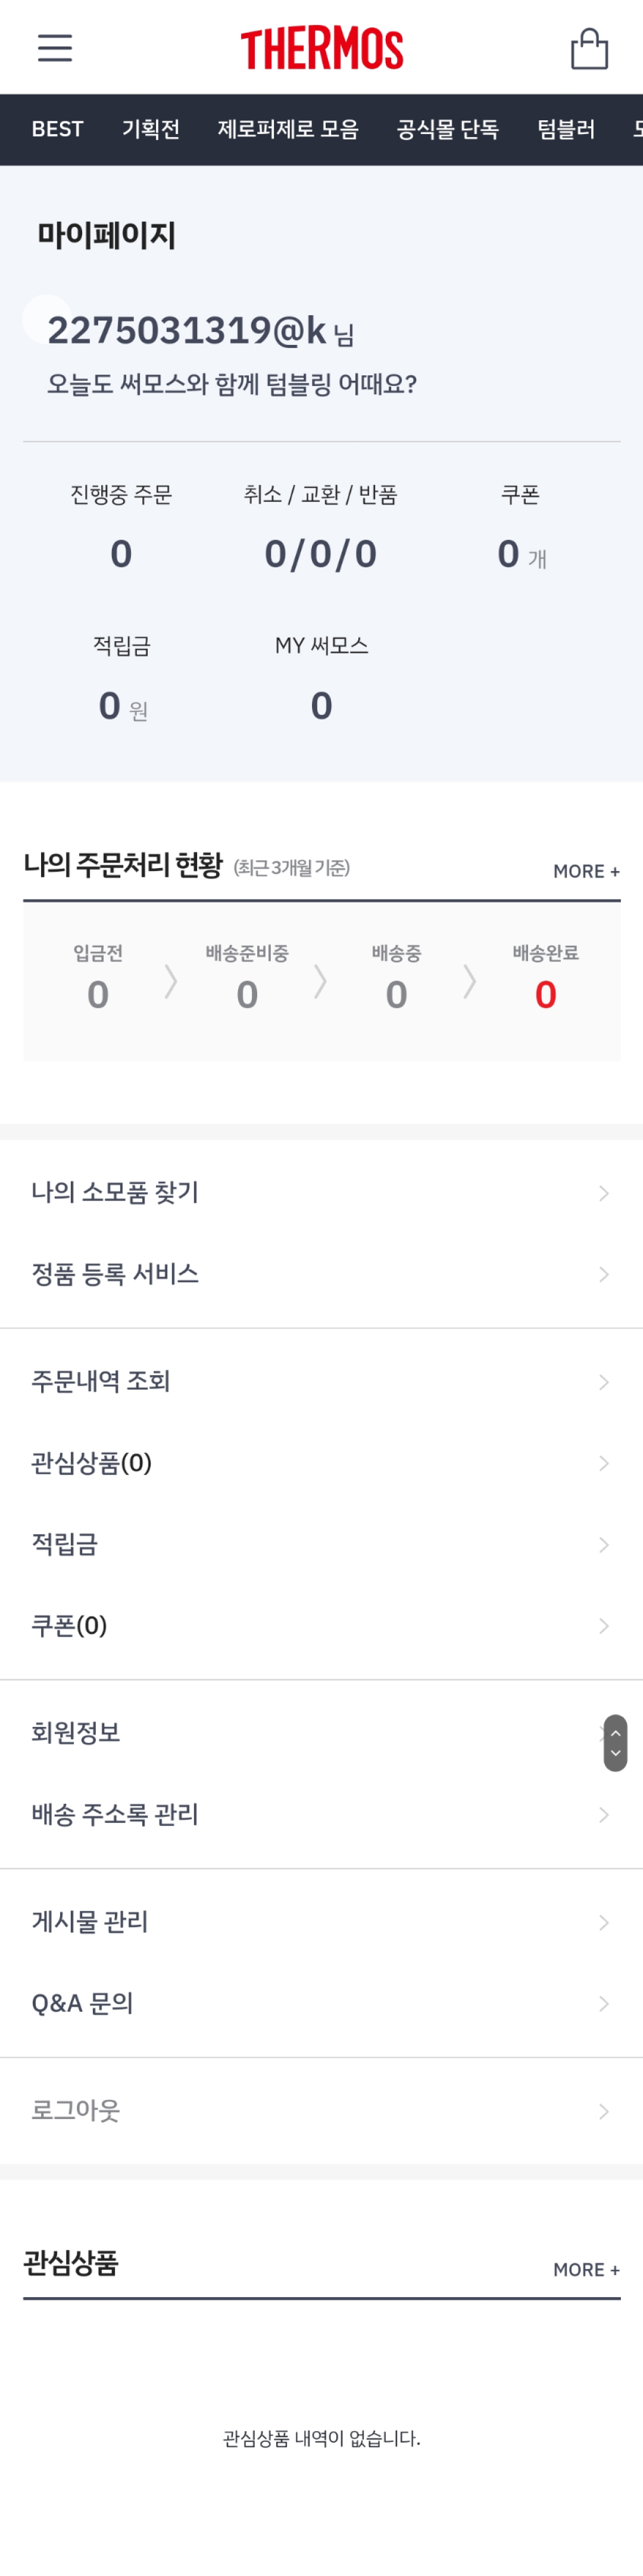 THERMOS
BEST 기획전 제로퍼제로 모음 공식몰 단독 텀블러
마이페이지
2275031319@k 님
오늘도 써모스와 함께 텀블링 어때요?
진행중 주문 취소 / 교환 / 반품 쿠폰
0 0/0/0 0 개
적립금 MY 써모스
0 원 0
나의 주문처리 현황 (최근 3개월 기준) MORE +
입금전 배송준비중 배송중 배송완료
0 0 0 0
나의 소모품 찾기
정품 등록 서비스
주문내역 조회
관심상품(0)
적립금
쿠폰(0)
회원정보
배송 주소록 관리
게시물 관리
Q&A 문의
로그아웃
관심상품 MORE +
관심상품 내역이 없습니다.